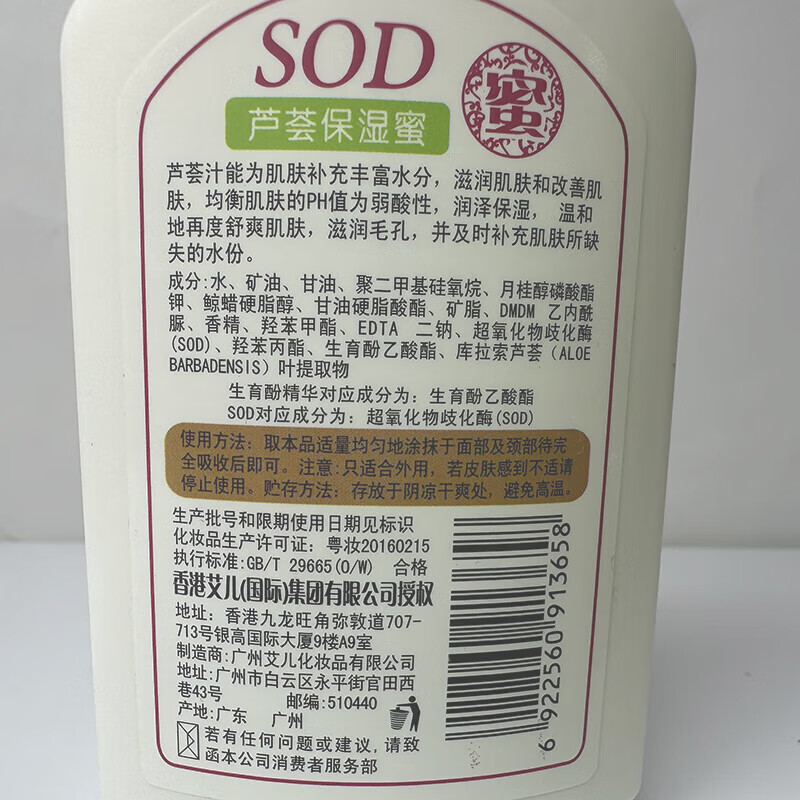 SOD
蜜
芦荟保湿蜜
芦荟汁能为肌肤补充丰富水分，滋润肌肤和改善肌
肤，均衡肌肤的PH值为弱酸性，润泽保湿， 温和
地再度舒爽肌肤，滋润毛孔，并及时补充肌肤所缺
失的水份。
成分:水、矿油、甘油、聚二甲基硅氧烷、月桂醇磷酸酯
钾、鲸蜡硬脂醇、甘油硬脂酸酯、矿脂、DMDM 乙内酰
脲、香精、羟苯甲酯、EDTA 二钠、超氧化物歧化酶
(SOD)、羟苯丙酯、生育酚乙酸酯、库拉索芦荟（ALOE
BARBADENSIS）叶提取物
生育酚精华对应成分为：生育酚乙酸酯
SOD对应成分为：超氧化物歧化酶(SOD)
使用方法：取本品适量均匀地涂抹于面部及颈部待完
全吸收后即可。注意:只适合外用，若皮肤感到不适请
停止使用。贮存方法：存放于阴凉干爽处，避免高温。
生产批号和限期使用日期见标识
化妆品生产许可证：粤妆20160215
执行标准:GB/T 29665(O/W) 合格
香港艾儿(国际)集团有限公司授权
地址：香港九龙旺角弥敦道707-
713号银高国际大厦9楼A9室
制造商:广州艾儿化妆品有限公司
地址:广州市白云区永平街官田西
巷43号 邮编:510440
产地:广东 广州
若有任何问题或建议,请致
函本公司消费者服务部
6 922560 913658